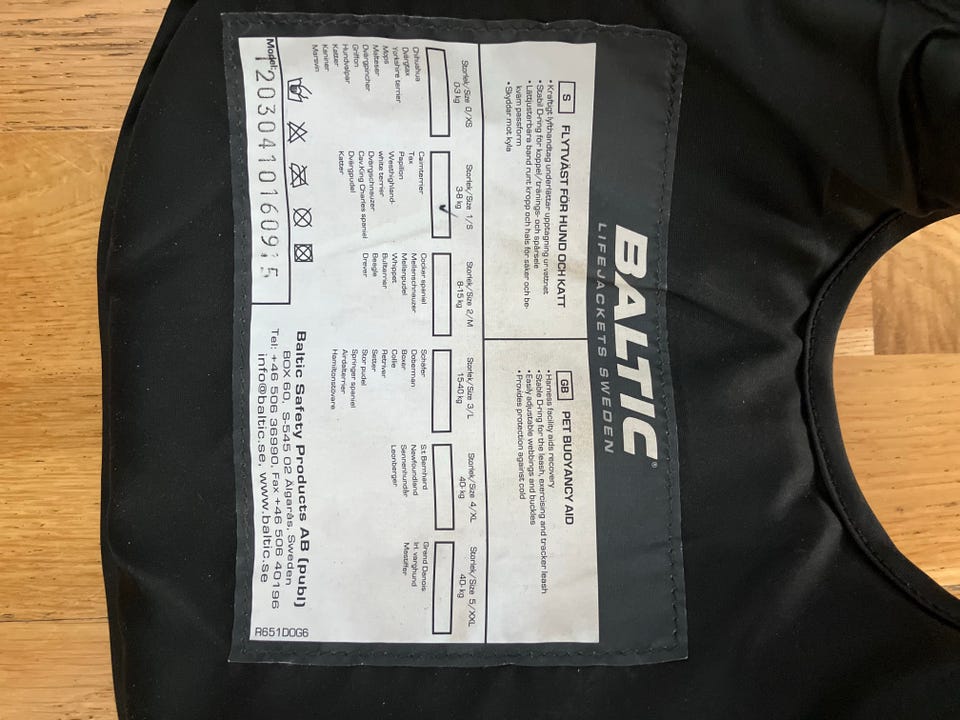 BALTIC®
LIFEJACKETS SWEDEN
S FLYTVÄST FÖR HUND OCH KATT
• Kraftigt lyfthandtag underlättar upptagning ur vattnet
• Stabil D-ring för koppel/tränings- och spårsele
• Lättjusterbara band runt kropp och hals för säker och be-
kväm passform
• Skyddar mot kyla
GB PET BUOYANCY AID
• Harness facility aids recovery
• Stable D-ring for the leash, exercising and tracker leash
• Easily adjustable webbings and buckles
• Provides protection against cold
Storlek/Size 0/XS
0-3 kg
Chihuahua
Dvärgtax
Yorkshire terrier
Mops
Malteser
Dvärgpincher
Griffon
Hundvalpar
Katter
Kaniner
Marsvin
Storlek/Size 1/S
3-8 kg
✓
Cairnterrier
Tax
Papillon
Westhighland-
white terrier
Dvärgschnauzer
Cav.King Charles spaniel
Dvärgpudel
Katter
Storlek/Size 2/M
8-15 kg
Cocker spaniel
Mellanschnauzer
Mellanpudel
Whippet
Bullterrier
Beagle
Drever
Storlek/Size 3/L
15-40 kg
Schäfer
Doberman
Boxer
Collie
Retriver
Setter
Stor pudel
Springer spaniel
Airdaleterrier
Hamiltonstövare
Storlek/Size 4/XL
40- kg
S:t Bernhard
Newfoundland
Sennenhundar
Leonberger
Storlek/Size 5/XXL
40- kg
Grand Danois
Irl. varghund
Mastiffer
Model:
120304101609.5
Baltic Safety Products AB (publ)
BOX 60, S-545 02 Älgarås, Sweden
Tel: +46 506 36990, Fax +46 506 40196
info@baltic.se, www.baltic.se
R651DOG6